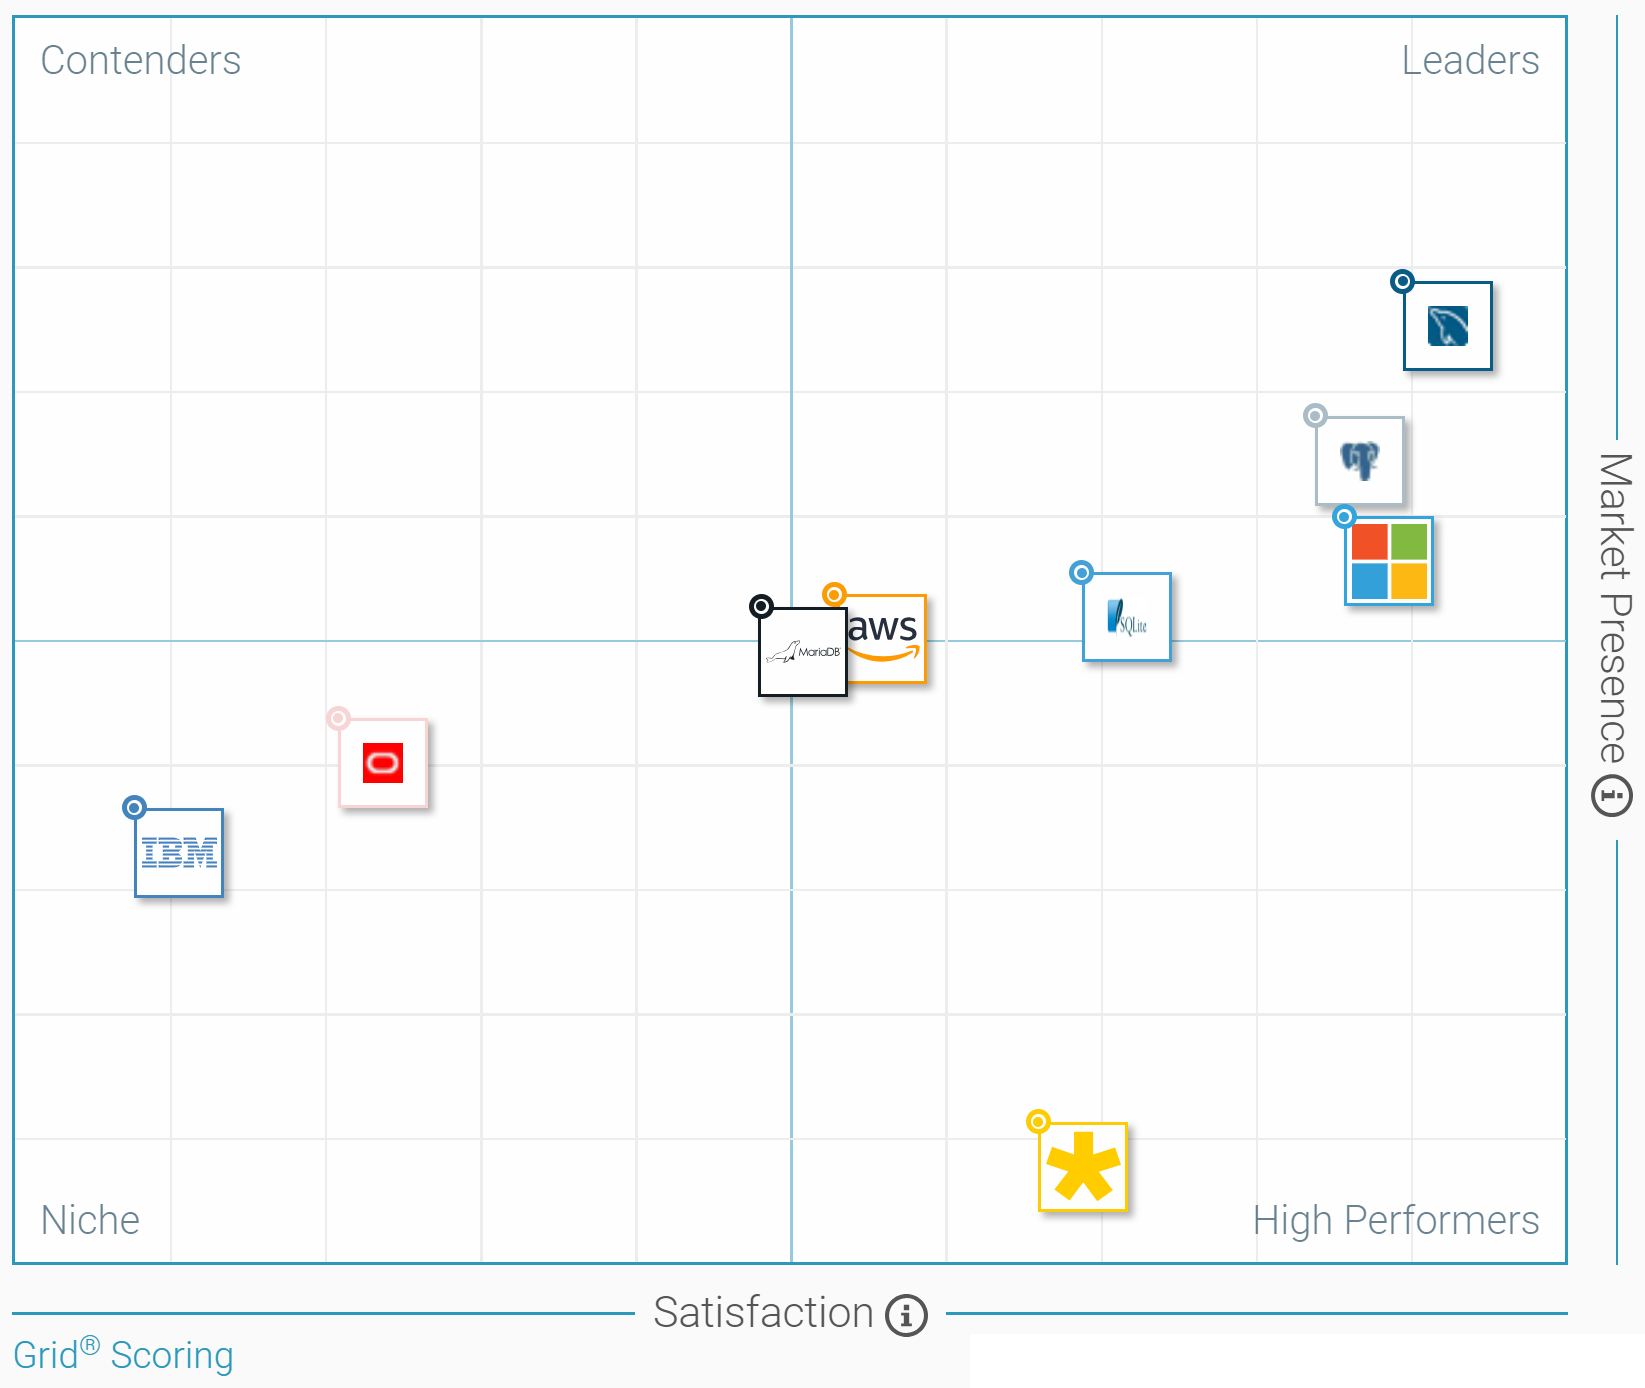 Contenders
Leaders
aws
SQLite
MariaDB
IBM
Market Presence
Niche
High Performers
Satisfaction
Grid® Scoring